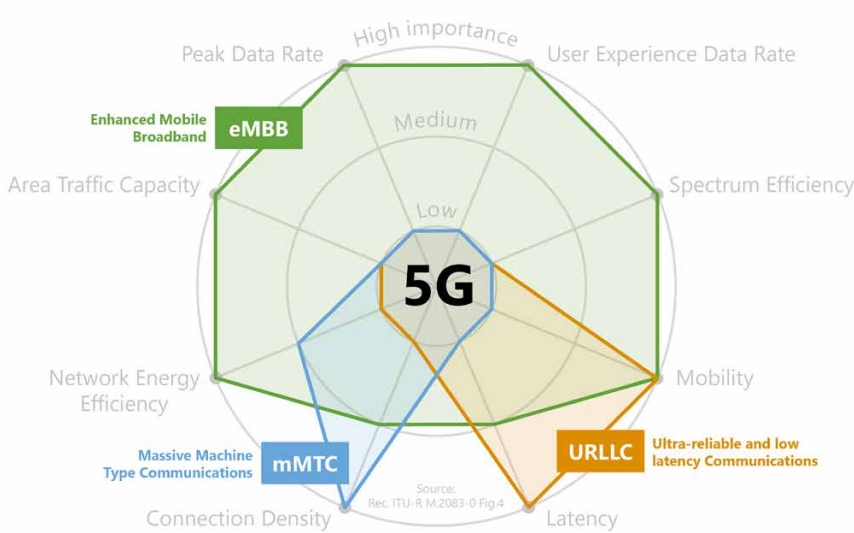 High importance
Peak Data Rate
User Experience Data Rate
Enhanced Mobile
Broadband
eMBB
Medium
Area Traffic Capacity
Spectrum Efficiency
Low
5G
Network Energy
Efficiency
Mobility
Massive Machine
Type Communications
mMTC
URLLC
Ultra-reliable and low
latency Communications
Source:
Rec. ITU-R M.2083-0 Fig.4
Connection Density
Latency